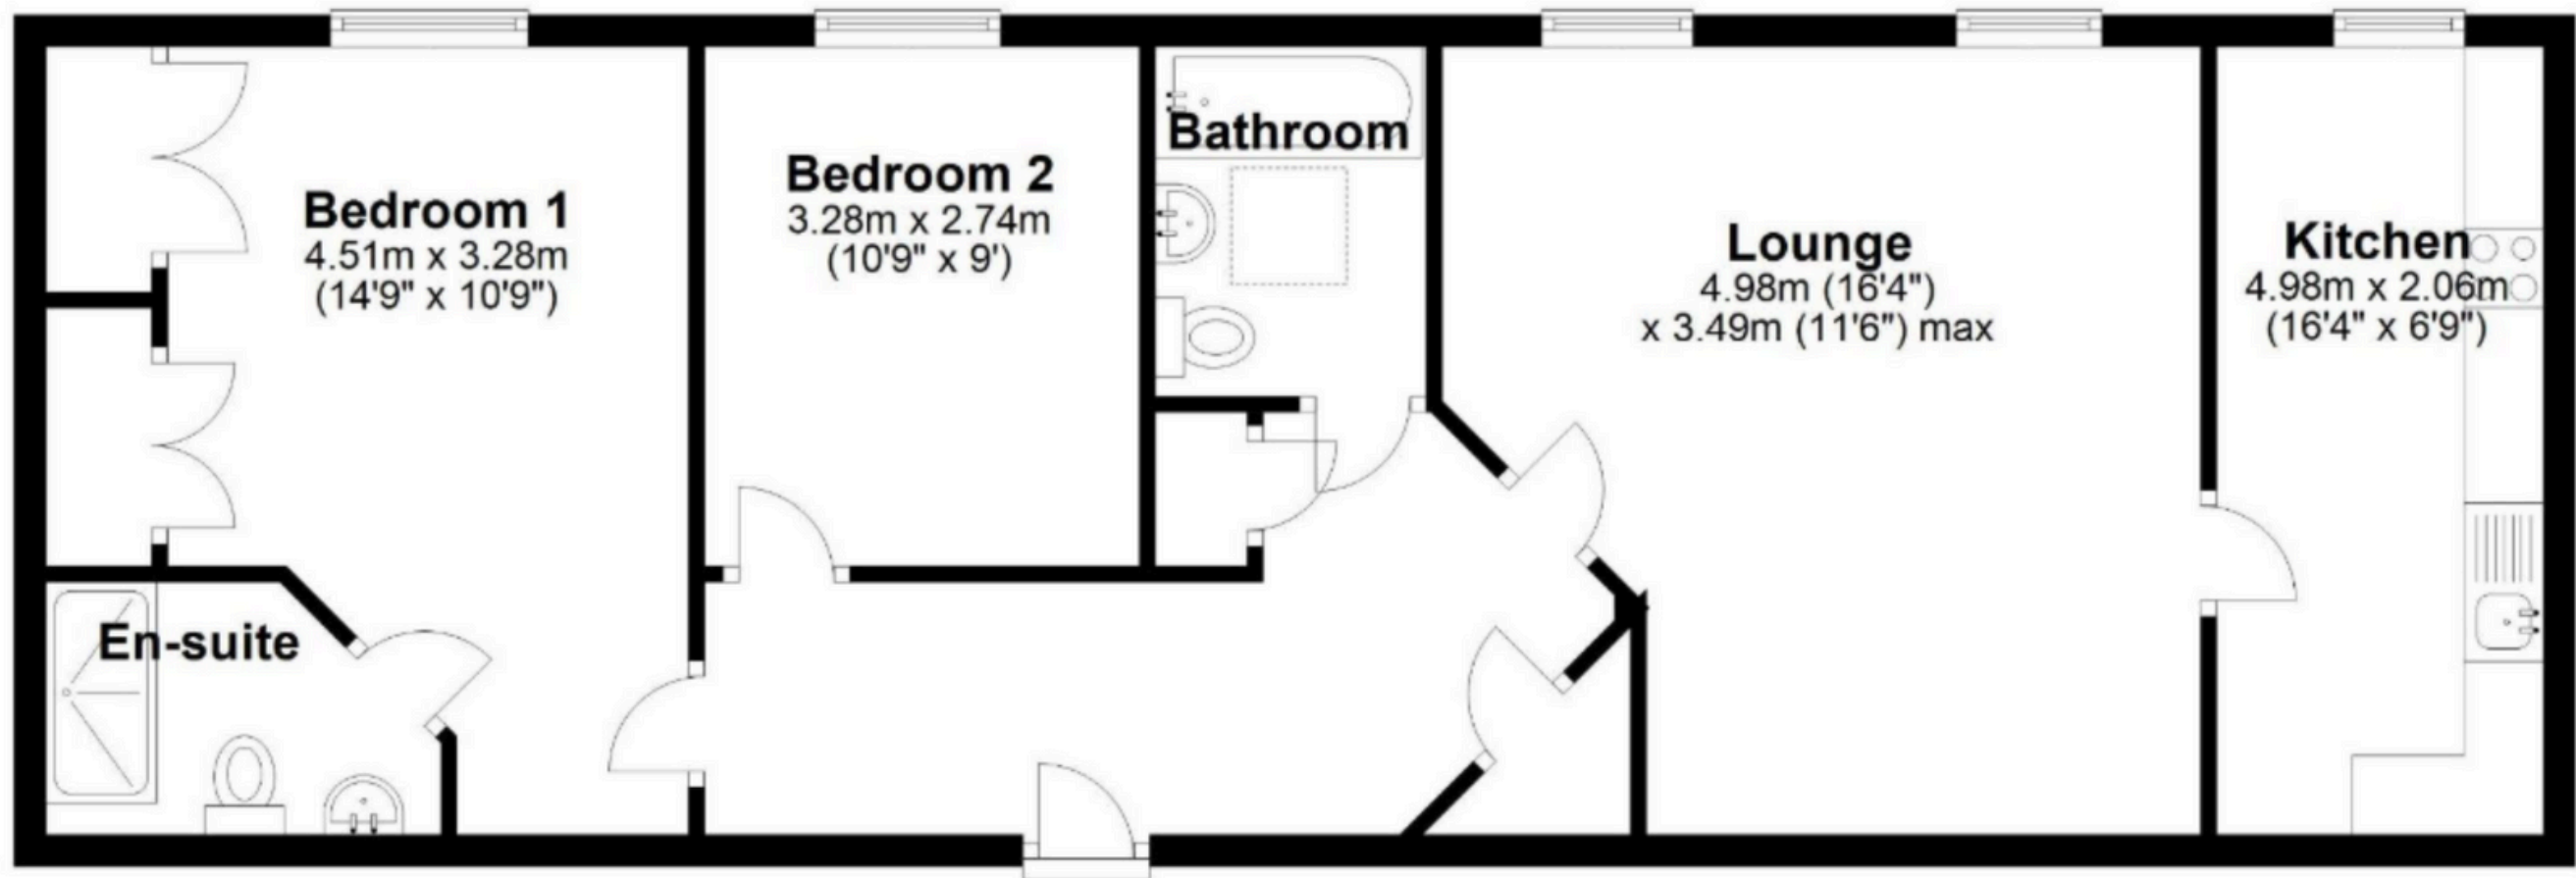 Bedroom 1
4.51m x 3.28m
(14'9" x 10'9")
Bedroom 2
3.28m x 2.74m
(10'9" x 9')
Bathroom
Lounge
4.98m (16'4")
x 3.49m (11'6") max
Kitchen
4.98m x 2.06m
(16'4" x 6'9")
En-suite